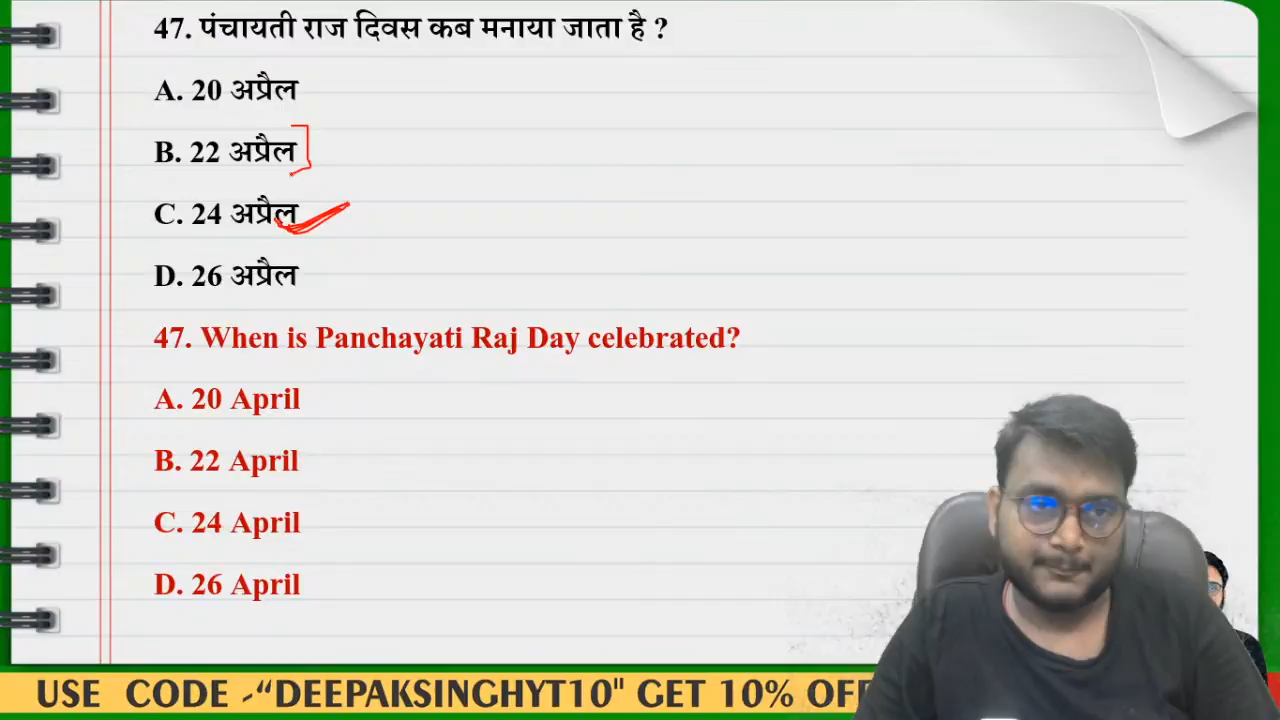 47. पंचायती राज दिवस कब मनाया जाता है ?
A. 20 अप्रैल
B. 22 अप्रैल
C. 24 अप्रैल
D. 26 अप्रैल
47. When is Panchayati Raj Day celebrated?
A. 20 April
B. 22 April
C. 24 April
D. 26 April
USE CODE -“DEEPAKSINGHYT10" GET 10% OFF